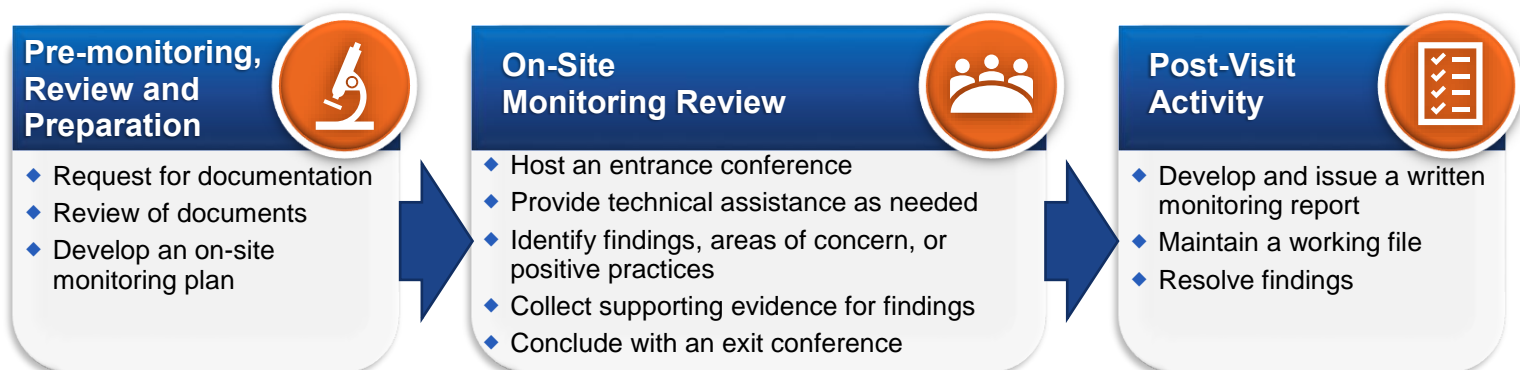 Pre-monitoring,
Review and
Preparation
Request for documentation
Review of documents
Develop an on-site
monitoring plan
On-Site
Monitoring Review
Host an entrance conference
Provide technical assistance as needed
Identify findings, areas of concern, or
positive practices
Collect supporting evidence for findings
Conclude with an exit conference
Post-Visit
Activity
Develop and issue a written
monitoring report
Maintain a working file
Resolve findings